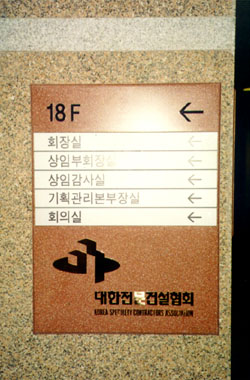 18 F ←
회장실 ←
상임부회장실 ←
상임감사실 ←
기획관리본부장실 ←
회의실 ←
대한전문건설협회
KOREA SPECIALTY CONTRACTORS ASSOCIATION